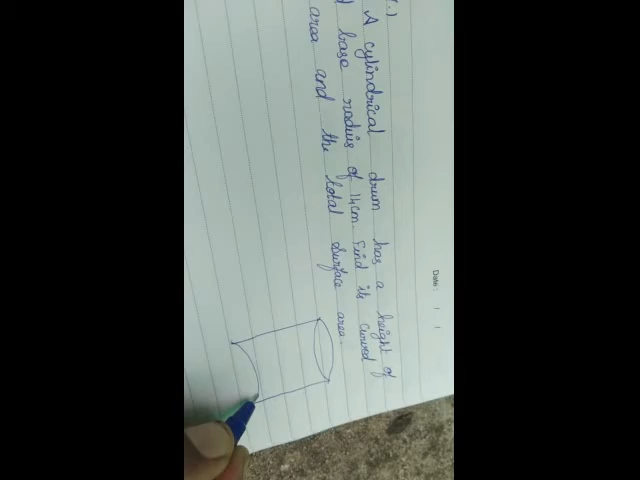 Date: / /
A cylindrical drum has a height of
base radius of 14cm. Find its curved
area and the total surface area.